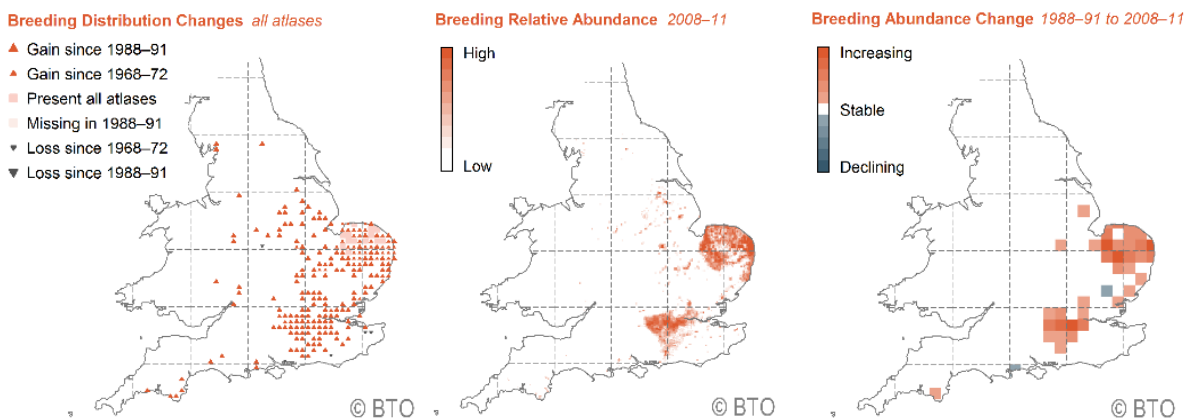 Breeding Distribution Changes all atlases
Gain since 1988–91
Gain since 1968–72
Present all atlases
Missing in 1988–91
Loss since 1968–72
Loss since 1988–91
© BTO
Breeding Relative Abundance 2008–11
High
Low
© BTO
Breeding Abundance Change 1988–91 to 2008–11
Increasing
Stable
Declining
© BTO